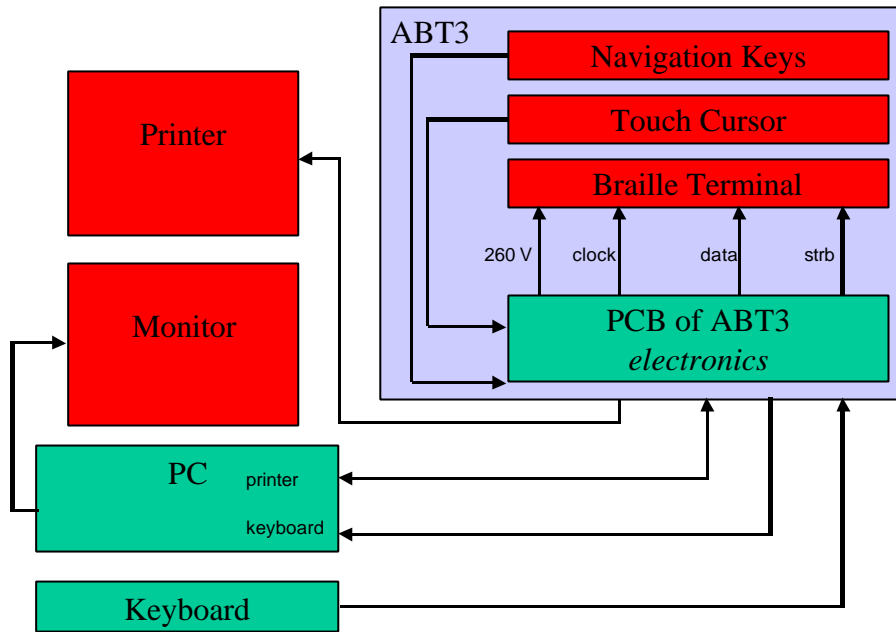 ABT3
Navigation Keys
Touch Cursor
Braille Terminal
260 V clock data strb
PCB of ABT3
electronics
Printer
Monitor
PC printer
keyboard
Keyboard